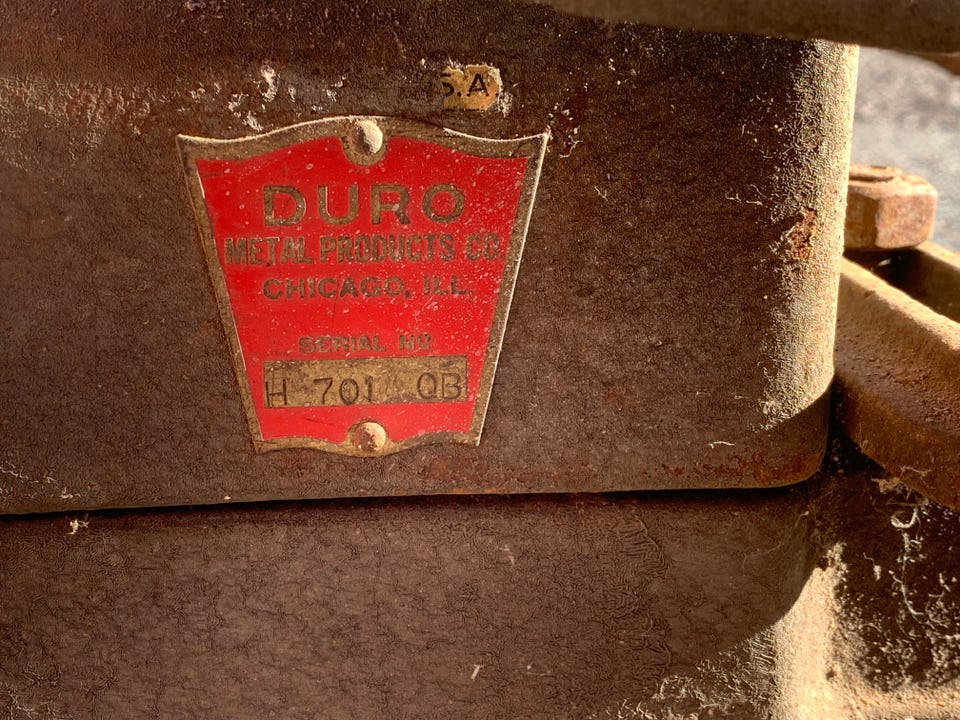 S.A.
DURO
METAL PRODUCTS CO.
CHICAGO, ILL.
SERIAL NO
H 701 QB